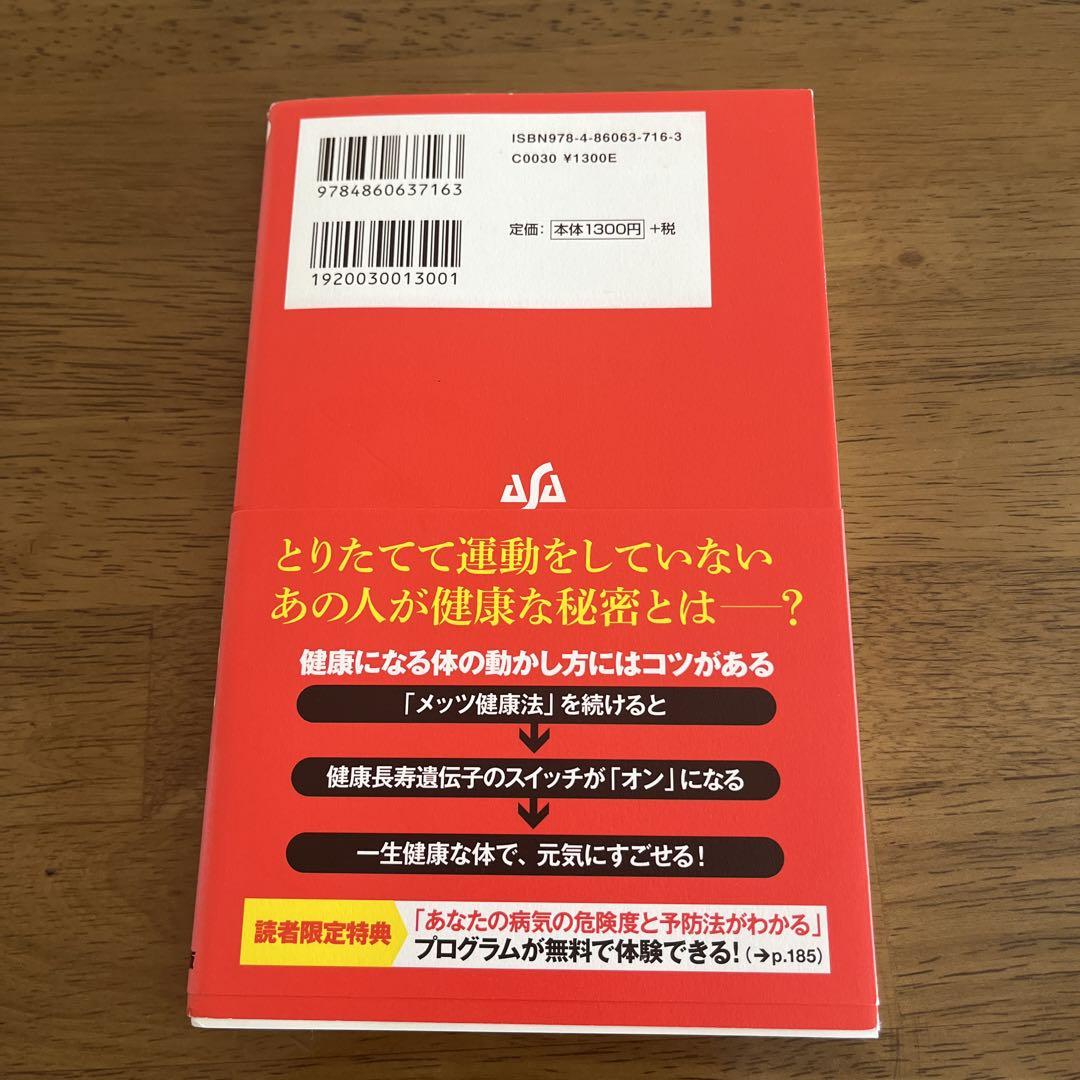 ISBN978-4-86063-716-3
C0030 ¥1300E
9784860637163
定価: 本体1300円 +税
1920030013001
ASA
とりたてて運動をしていない
あの人が健康な秘密とは──?
健康になる体の動かし方にはコツがある
「メッツ健康法」を続けると
健康長寿遺伝子のスイッチが「オン」になる
一生健康な体で、元気にすごせる!
読者限定特典
「あなたの病気の危険度と予防法がわかる」
プログラムが無料で体験できる!(→p.185)